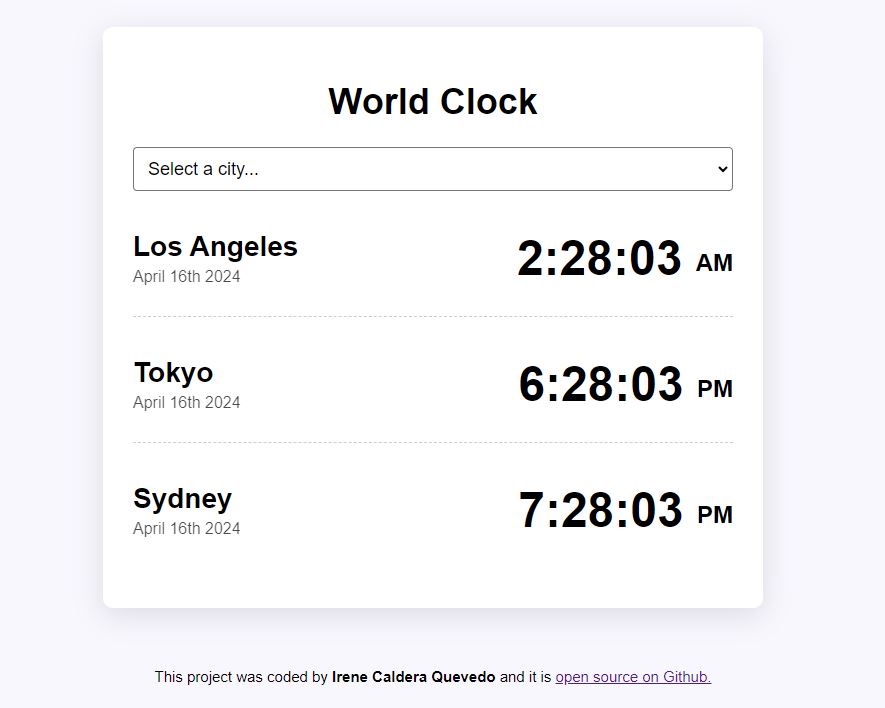 World Clock
Select a city...
Los Angeles
April 16th 2024
2:28:03 AM
Tokyo
April 16th 2024
6:28:03 PM
Sydney
April 16th 2024
7:28:03 PM
This project was coded by Irene Caldera Quevedo and it is open source on Github.